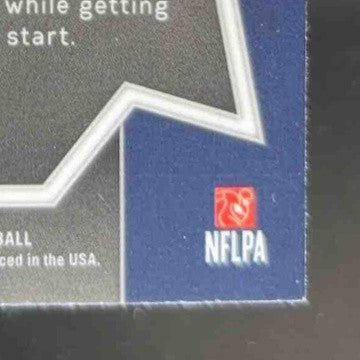 while getting
start.
BALL
ced in the USA.
NFLPA